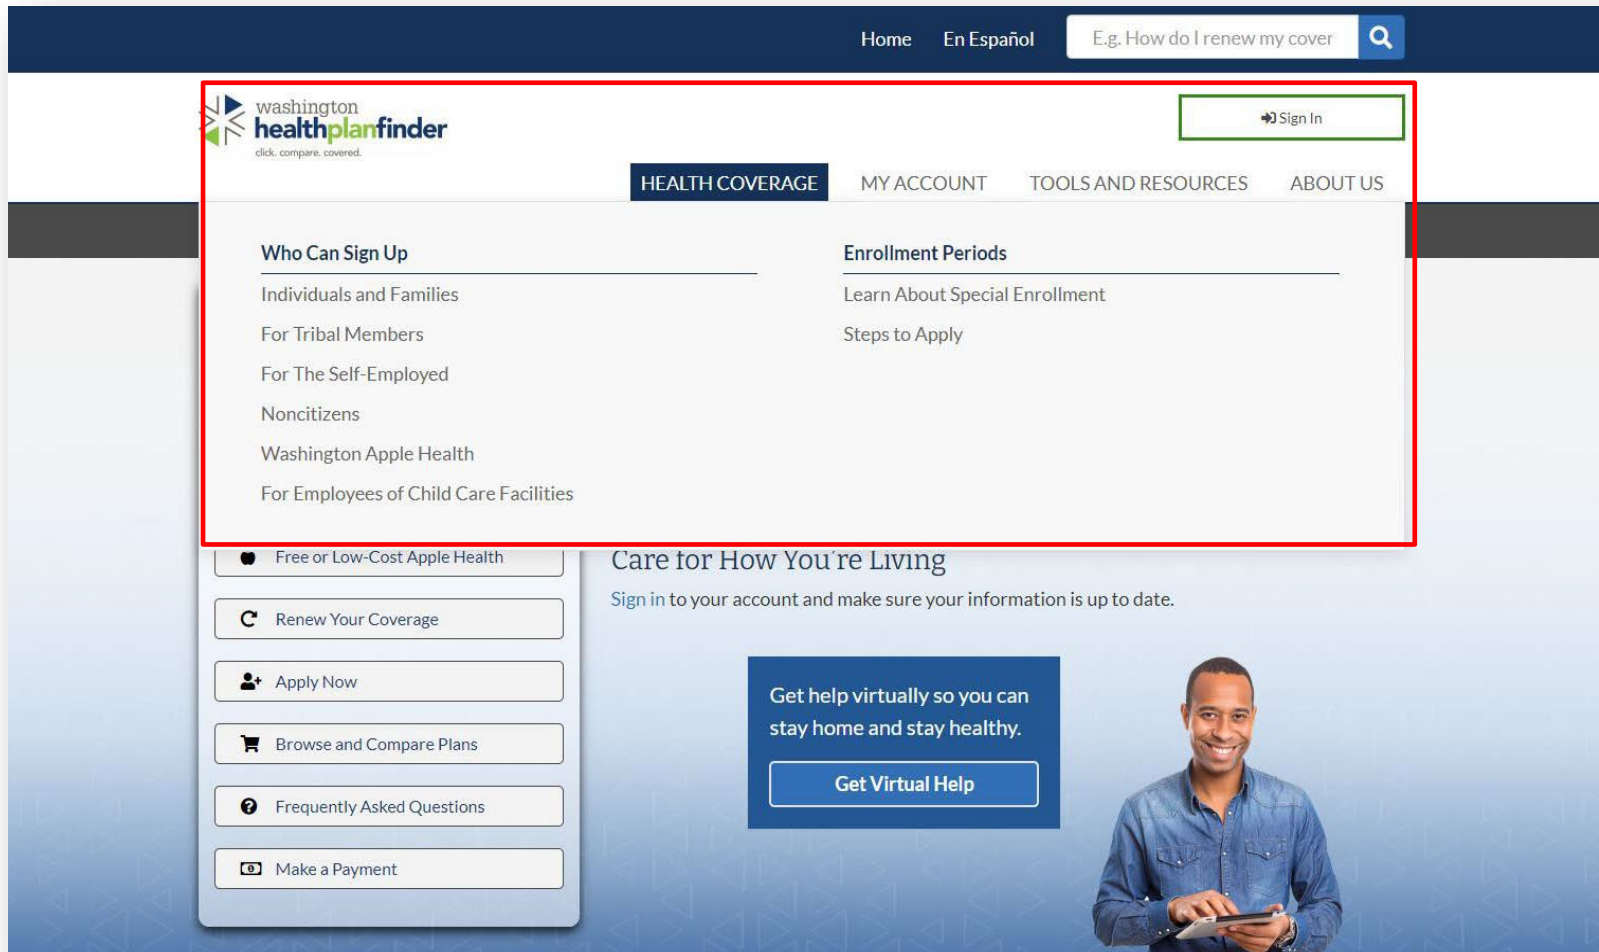 Home En Español E.g. How do I renew my cover
washington
healthplanfinder
click. compare. covered.
Sign In
HEALTH COVERAGE MY ACCOUNT TOOLS AND RESOURCES ABOUT US
Who Can Sign Up
Individuals and Families
For Tribal Members
For The Self-Employed
Noncitizens
Washington Apple Health
For Employees of Child Care Facilities
Enrollment Periods
Learn About Special Enrollment
Steps to Apply
Free or Low-Cost Apple Health
Renew Your Coverage
Apply Now
Browse and Compare Plans
Frequently Asked Questions
Make a Payment
Care for How You're Living
Sign in to your account and make sure your information is up to date.
Get help virtually so you can
stay home and stay healthy.
Get Virtual Help